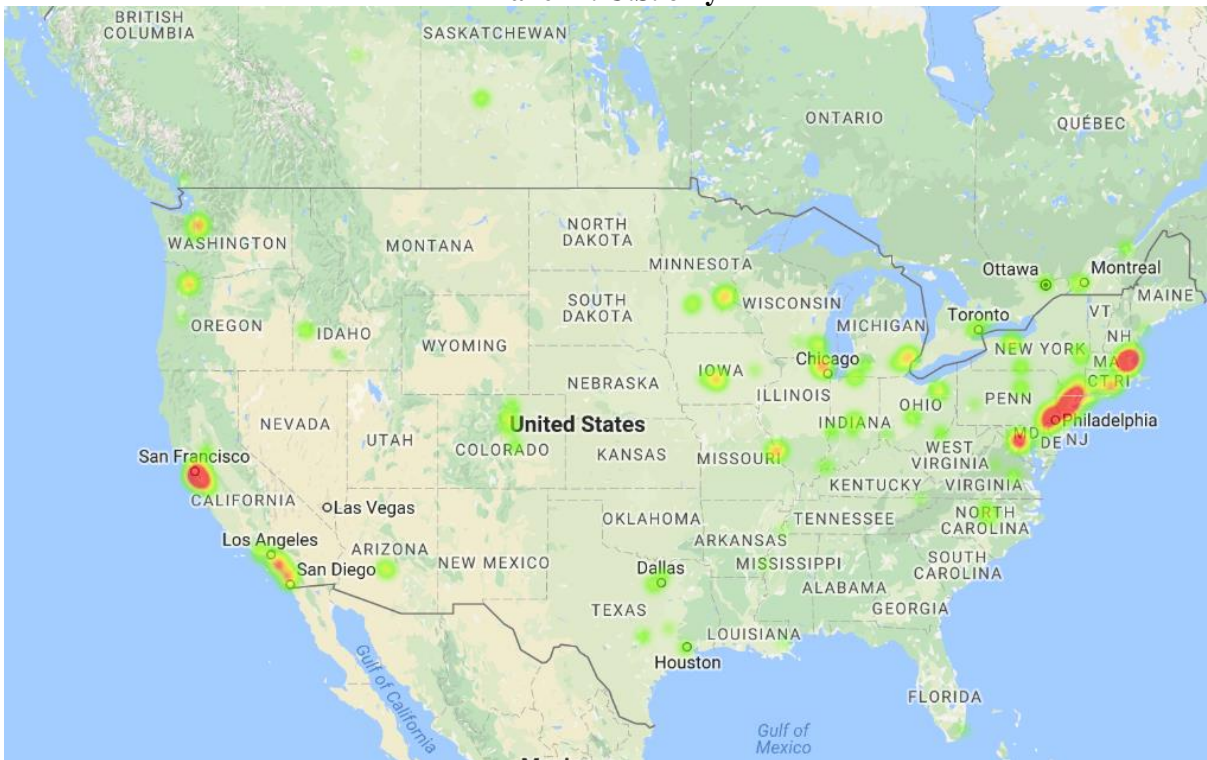 BRITISH
COLUMBIA
SASKATCHEWAN
ONTARIO
QUÉBEC
WASHINGTON
MONTANA
NORTH
DAKOTA
MINNESOTA
Ottawa
Montreal
MAINE
OREGON
IDAHO
SOUTH
DAKOTA
WISCONSIN
MICHIGAN
Toronto
VT
NH
WYOMING
NEW YORK
MA
CT
RI
Chicago
IOWA
NEBRASKA
ILLINOIS
OHIO
PENN
NEVADA
UTAH
United States
COLORADO
KANSAS
MISSOURI
INDIANA
Philadelphia
MD
DE
NJ
WEST
VIRGINIA
San Francisco
CALIFORNIA
Las Vegas
KENTUCKY
VIRGINIA
OKLAHOMA
TENNESSEE
NORTH
CAROLINA
Los Angeles
ARIZONA
NEW MEXICO
ARKANSAS
San Diego
Dallas
MISSISSIPPI
SOUTH
CAROLINA
ALABAMA
TEXAS
GEORGIA
LOUISIANA
Houston
Gulf of California
FLORIDA
Gulf of
Mexico